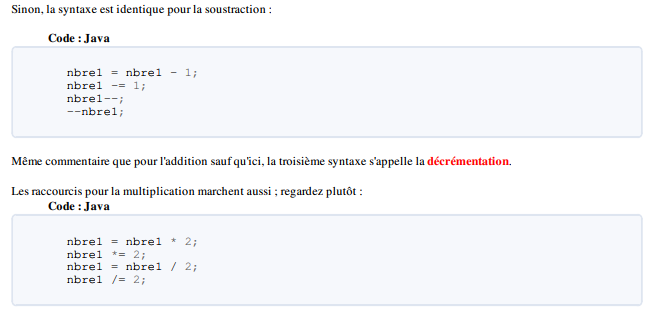 Sinon, la syntaxe est identique pour la soustraction :
Code : Java
nbre1 = nbre1 - 1;
nbre1 -= 1;
nbre1--;
--nbre1;
Même commentaire que pour l'addition sauf qu'ici, la troisième syntaxe s'appelle la décrémentation.
Les raccourcis pour la multiplication marchent aussi ; regardez plutôt :
Code : Java
nbre1 = nbre1 * 2;
nbre1 *= 2;
nbre1 = nbre1 / 2;
nbre1 /= 2;